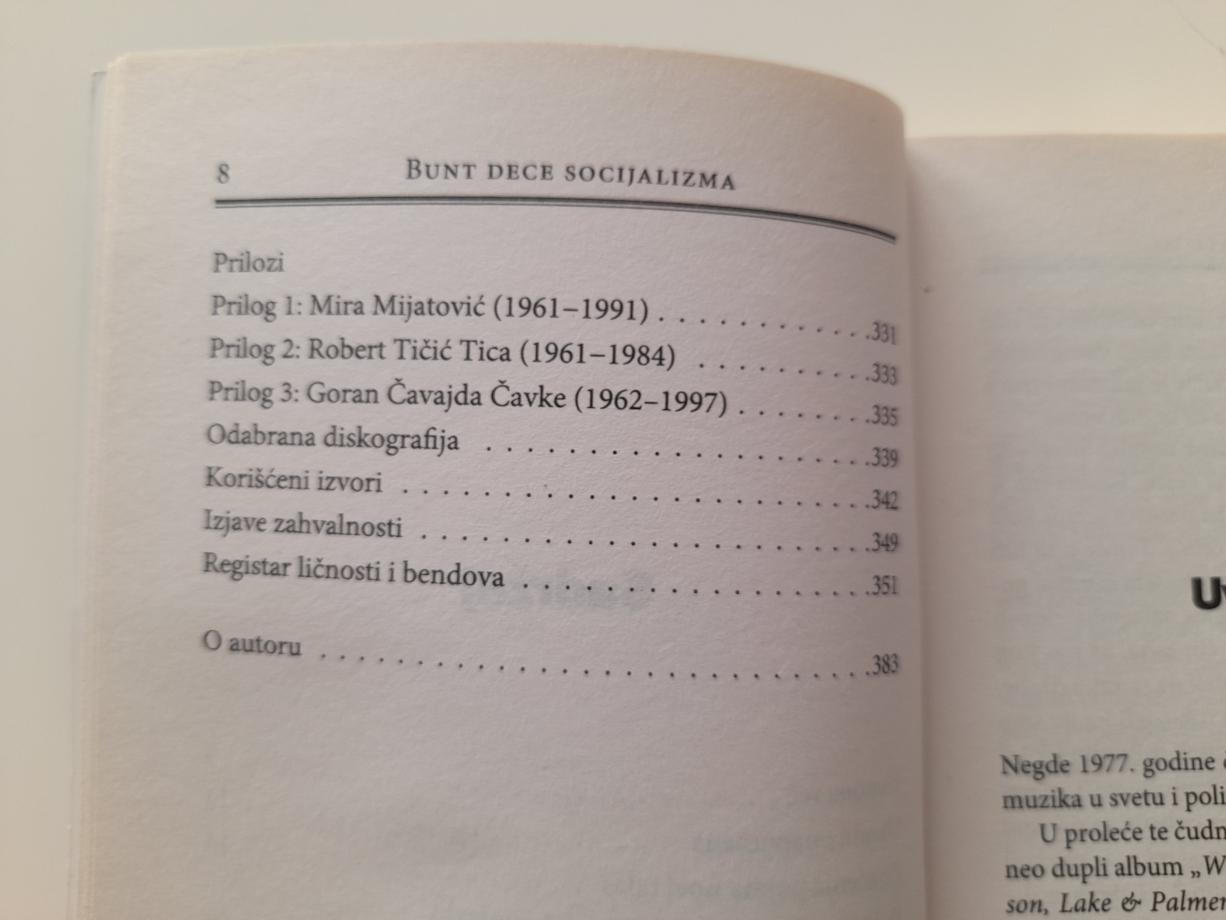 8 BUNT DECE SOCIJALIZMA
Prilozi
Prilog 1: Mira Mijatović (1961–1991) . . . . . . . . . . . .331
Prilog 2: Robert Tičić Tica (1961–1984) . . . . . . . . . .333
Prilog 3: Goran Čavajda Čavke (1962–1997) . . . . . . . .335
Odabrana diskografija . . . . . . . . . . . . . . . . . . . .339
Korišćeni izvori . . . . . . . . . . . . . . . . . . . . . . . .342
Izjave zahvalnosti . . . . . . . . . . . . . . . . . . . . . . .349
Registar ličnosti i bendova . . . . . . . . . . . . . . . . . .351
O autoru . . . . . . . . . . . . . . . . . . . . . . . . . . . .383
Negde 1977. godine
muzika u svetu i poli
U proleće te čudn
neo dupli album „W
son, Lake & Palmer